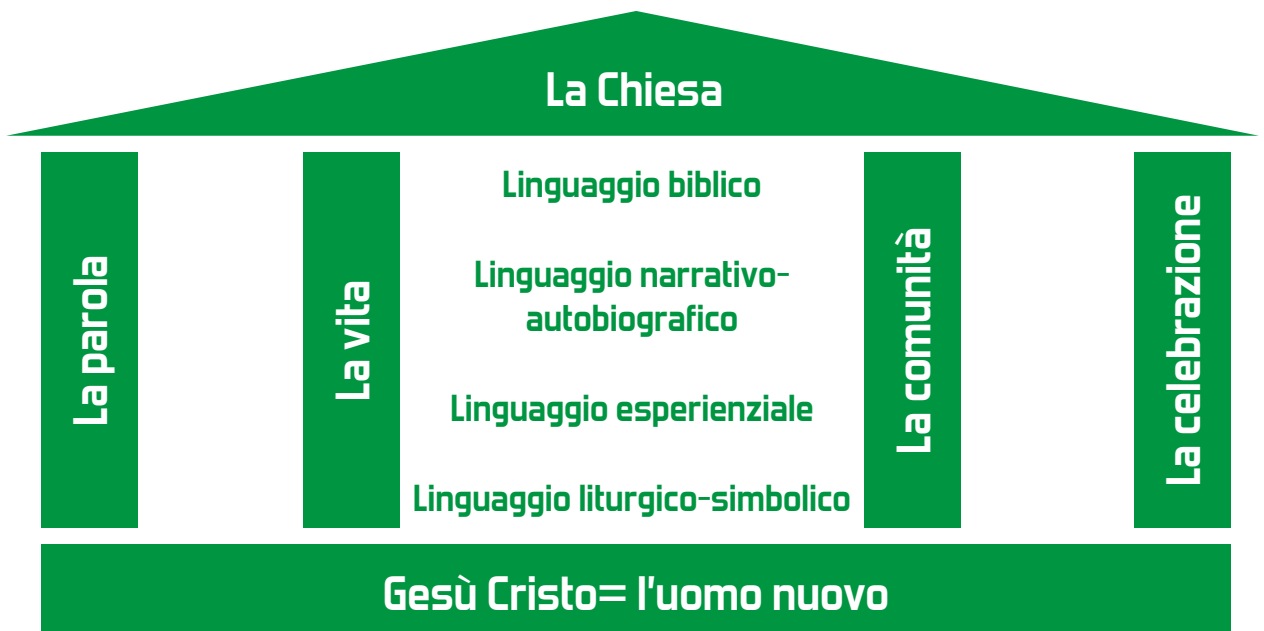 La Chiesa
La parola
La vita
Linguaggio biblico
Linguaggio narrativo-
autobiografico
Linguaggio esperienziale
Linguaggio liturgico-simbolico
La comunità
La celebrazione
Gesù Cristo= l'uomo nuovo